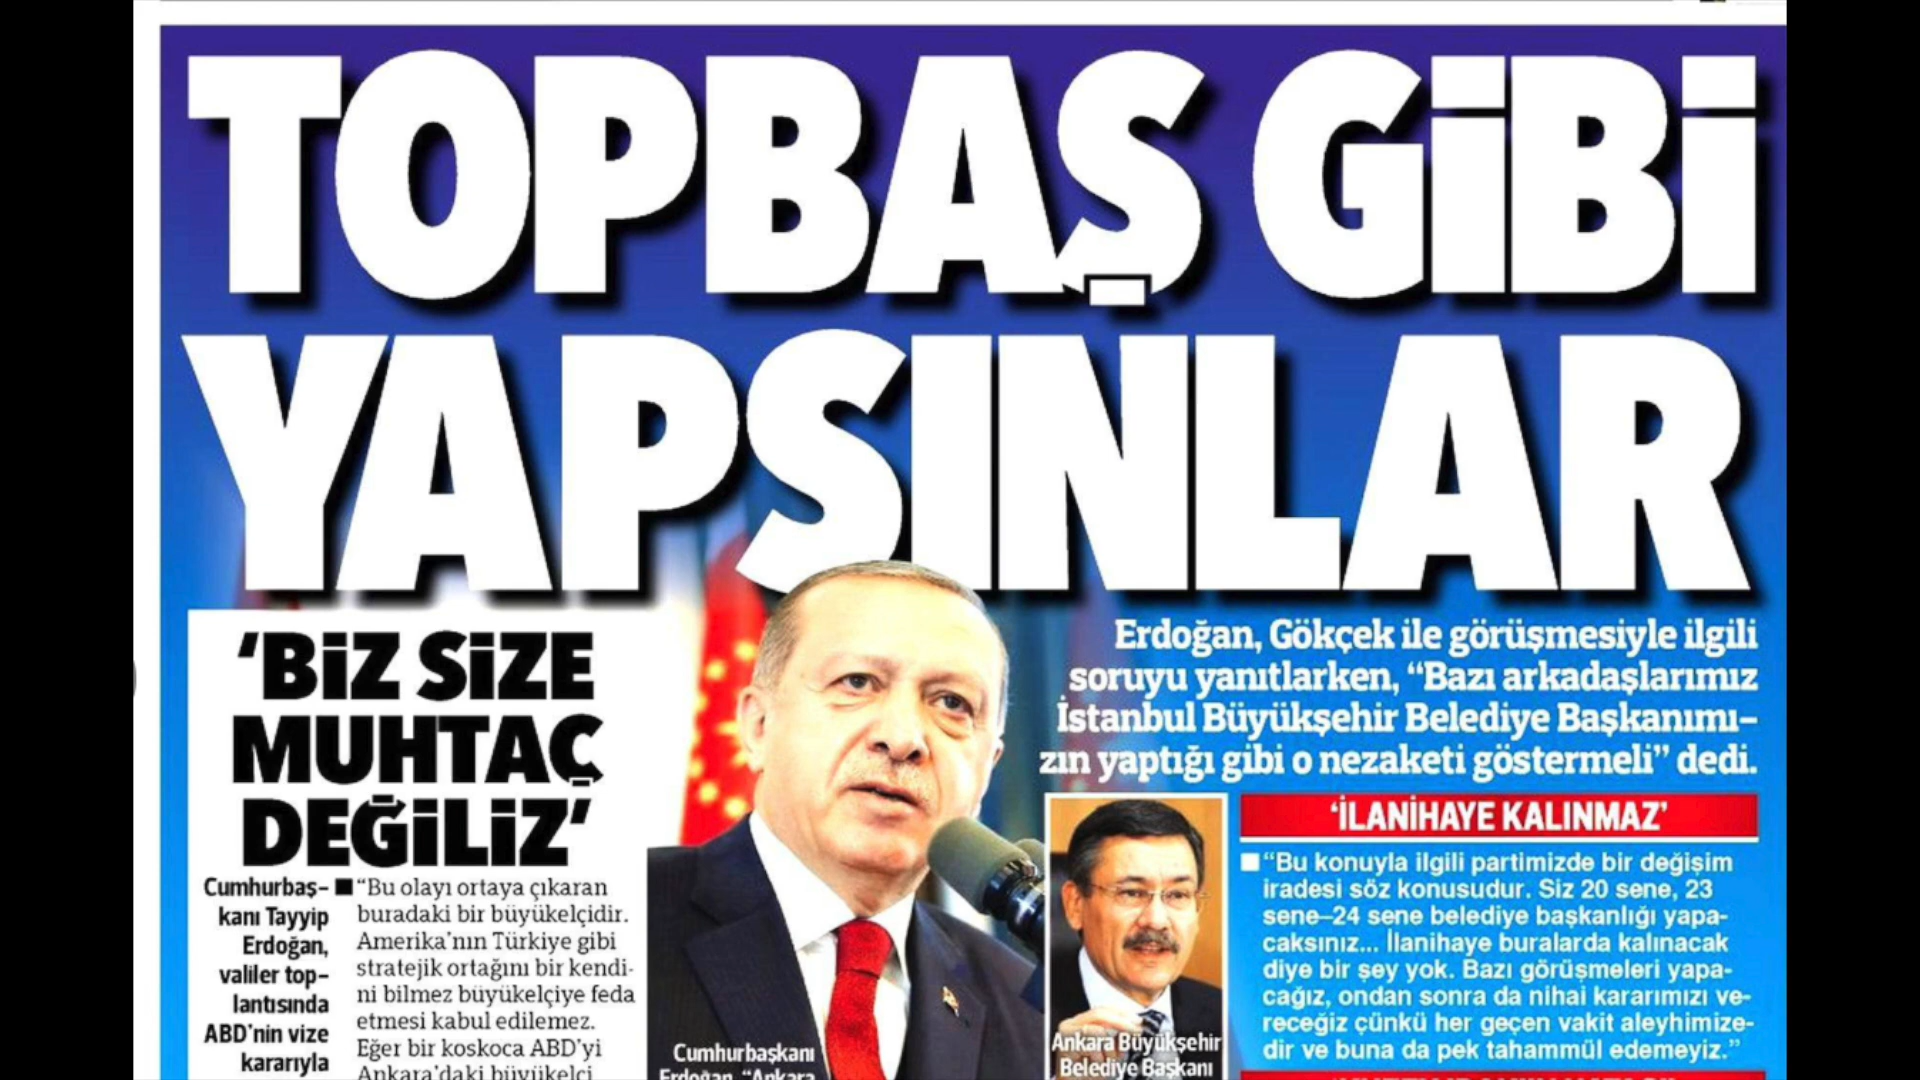 TOPBAŞ GİBİ
YAPSINLAR
'BİZ SİZE
MUHTAÇ
DEĞİLİZ'
Cumhurbaş-
kanı Tayyip
Erdoğan,
valiler top-
lantısında
ABD'nin vize
kararıyla
■ "Bu olayı ortaya çıkaran
buradaki bir büyükelçidir.
Amerika'nın Türkiye gibi
stratejik ortağını bir kendi-
ni bilmez büyükelçiye feda
etmesi kabul edilemez.
Eğer bir koskoca ABD'yi
Ankara'daki büyükelçi
Cumhurbaşkanı
Erdoğan, "Ankara
Erdoğan, Gökçek ile görüşmesiyle ilgili
soruyu yanıtlarken, "Bazı arkadaşlarımız
İstanbul Büyükşehir Belediye Başkanımı-
zın yaptığı gibi o nezaketi göstermeli" dedi.
Ankara Büyükşehir
Belediye Başkanı
'İLANİHAYE KALINMAZ'
■ "Bu konuyla ilgili partimizde bir değişim
iradesi söz konusudur. Siz 20 sene, 23
sene-24 sene belediye başkanlığı yapa-
caksınız... İlanihaye buralarda kalınacak
diye bir şey yok. Bazı görüşmeleri yapa-
cağız, ondan sonra da nihai kararımızı ve-
receğiz çünkü her geçen vakit aleyhimize-
dir ve buna da pek tahammül edemeyiz."